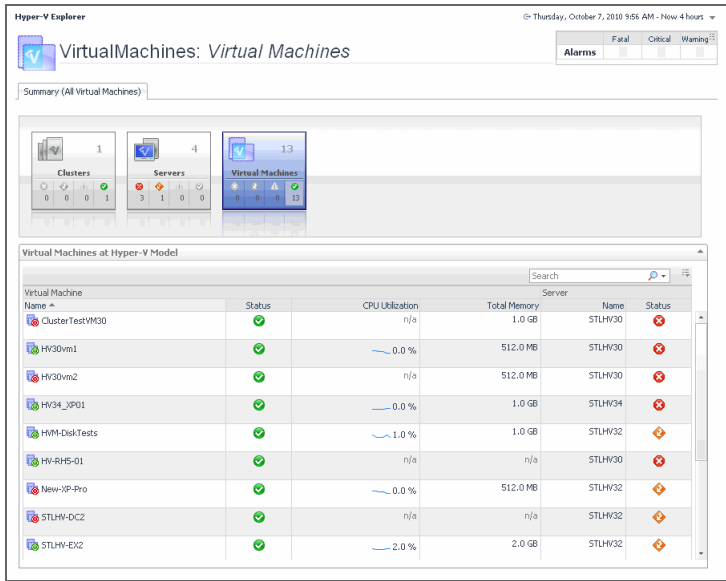 Hyper-V Explorer
Thursday, October 7, 2010 9:56 AM - Now 4 hours
VirtualMachines: Virtual Machines
Fatal Critical Warning
Alarms
Summary (All Virtual Machines)
1 4 13
Clusters Servers Virtual Machines
0 0 0 1 3 1 0 0 0 0 0 13
Virtual Machines at Hyper-V Model
Search
Virtual Machine Server
Name Status CPU Utilization Total Memory Name Status
ClusterTestVM30 n/a 1.0 GB STLHV30
HV30vm1 0.0 % 512.0 MB STLHV30
HV30vm2 n/a 512.0 MB STLHV30
HV34_XP01 0.0 % 1.0 GB STLHV34
HVM-DiskTests 1.0 % 1.0 GB STLHV32
HV-RH5-01 n/a n/a STLHV30
New-XP-Pro 0.0 % 512.0 MB STLHV32
STLHV-DC2 n/a n/a STLHV32
STLHV-EX2 2.0 % 2.0 GB STLHV32